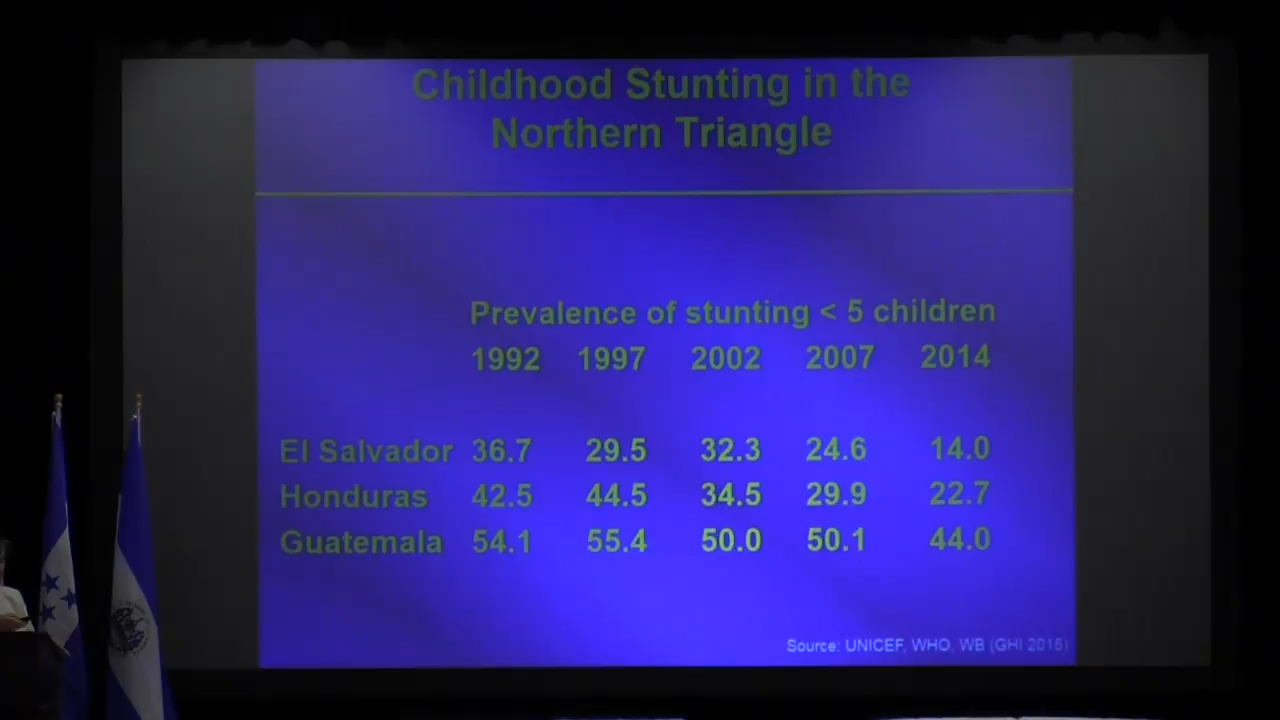 Childhood Stunting in the
Northern Triangle
Prevalence of stunting < 5 children
1992 1997 2002 2007 2014
El Salvador 36.7 29.5 32.3 24.6 14.0
Honduras 42.5 44.5 34.5 29.9 22.7
Guatemala 54.1 55.4 50.0 50.1 44.0
Source: UNICEF, WHO, WB (GHI 2015)